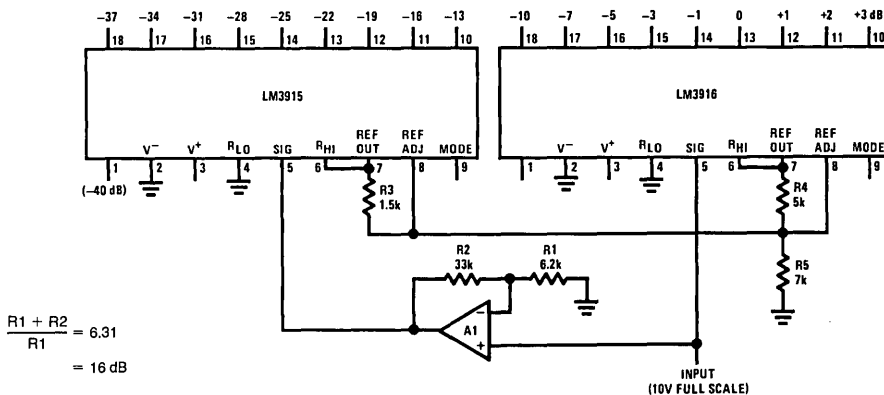 -37 -34 -31 -28 -25 -22 -19 -16 -13 -10 -7 -5 -3 -1 0 +1 +2 +3 dB
18 17 16 15 14 13 12 11 10 18 17 16 15 14 13 12 11 10
LM3915 LM3916
REF REF REF REF
V− V+ RLO SIG RHI OUT ADJ MODE V− V+ RLO SIG RHI OUT ADJ MODE
1 2 3 4 5 6 7 8 9 1 2 3 4 5 6 7 8 9
(−40 dB)
R3
1.5k
R4
5k
R2
33k
R1
6.2k
R5
7k
R1 + R2
R1
= 6.31
= 16 dB
−
A1
+
INPUT
(10V FULL SCALE)